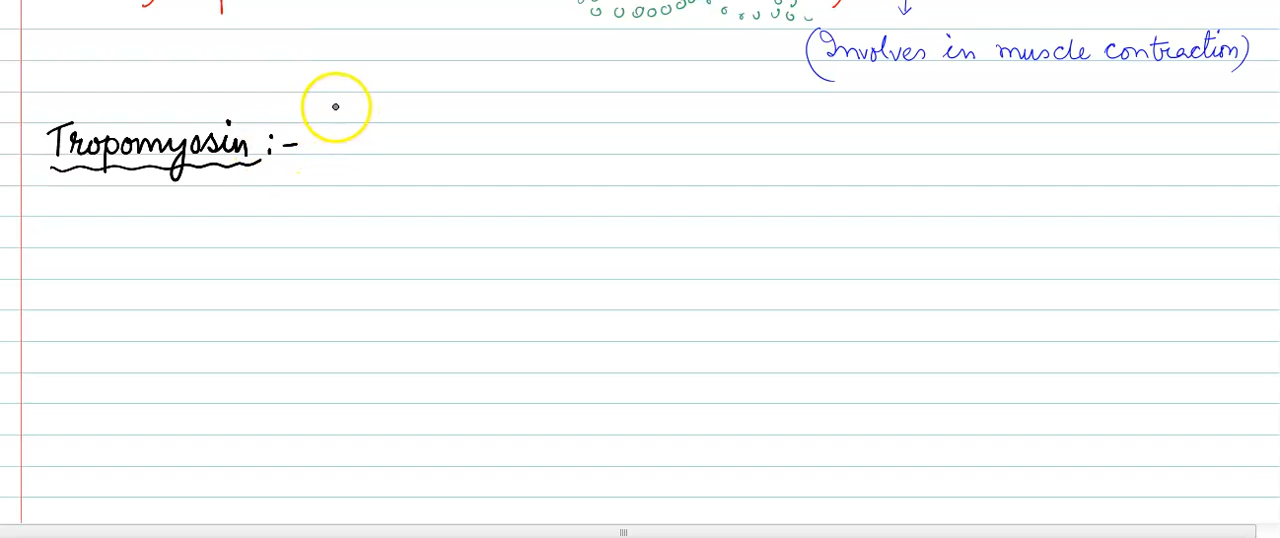 (Involves in muscle contraction)
Tropomyosin :-